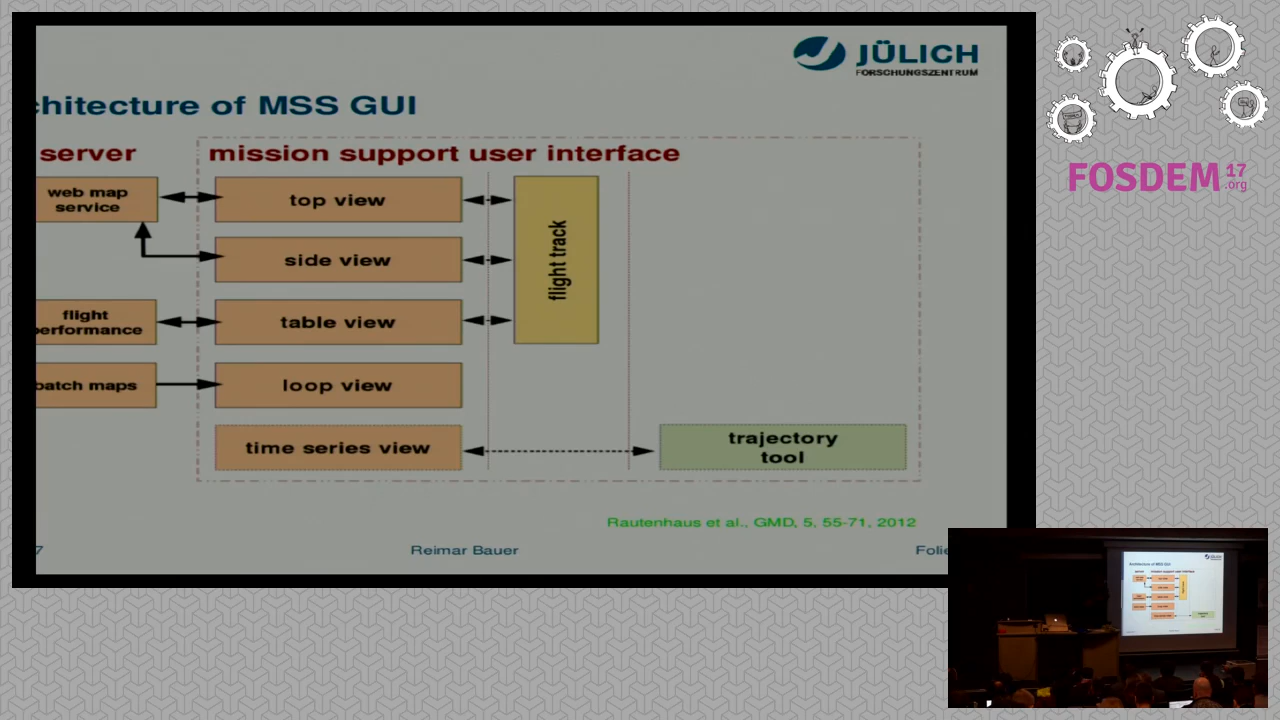 JÜLICH
FORSCHUNGSZENTRUM
chitecture of MSS GUI
server
mission support user interface
web map
service
top view
side view
flight
performance
table view
batch maps
loop view
time series view
flight track
trajectory
tool
Rautenhaus et al., GMD, 5, 55-71, 2012
7
Reimar Bauer
Folie
FOSDEM 17
.org